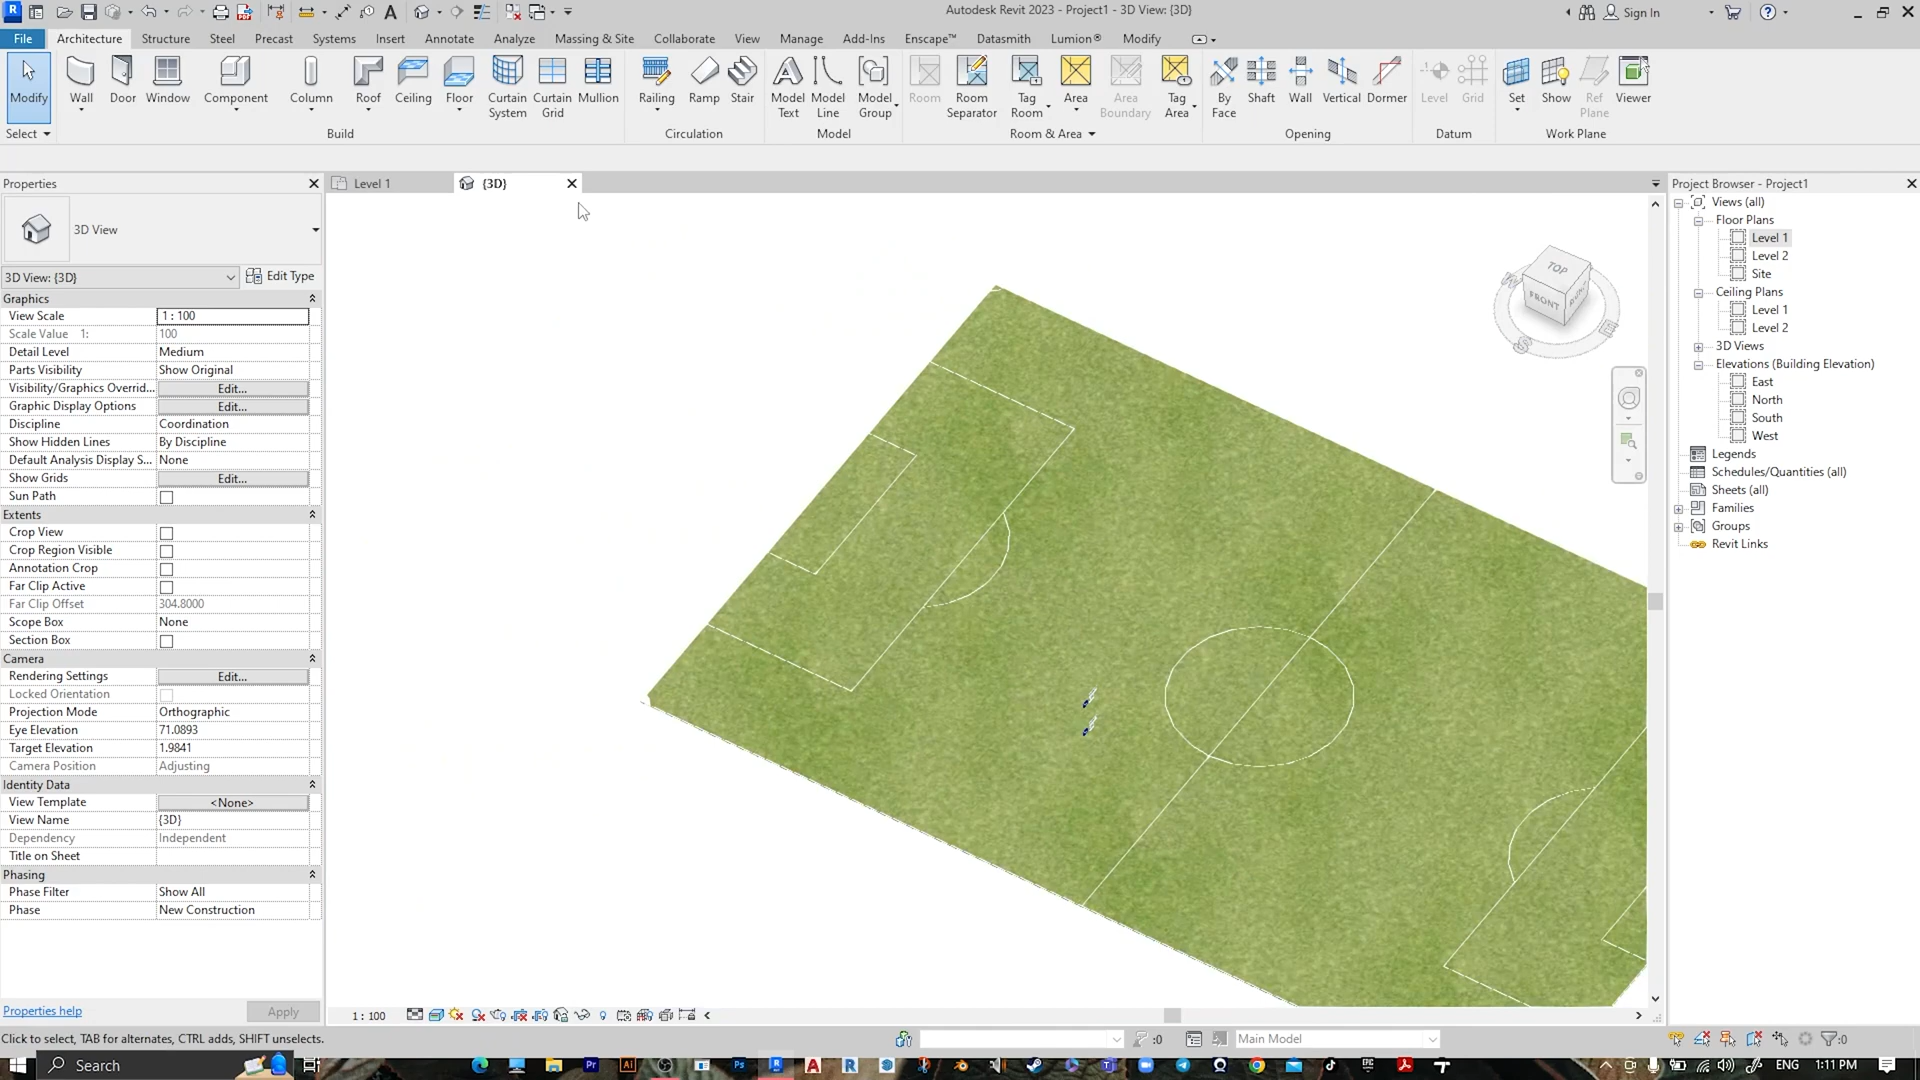 Autodesk Revit 2023 - Project1 - 3D View: {3D}
Sign In
File Architecture Structure Steel Precast Systems Insert Annotate Analyze Massing & Site Collaborate View Manage Add-Ins Enscape™ Datasmith Lumion® Modify
Modify Wall Door Window Component Column Roof Ceiling Floor Curtain System Curtain Grid Mullion Railing Ramp Stair Model Text Model Line Model Group Room Room Separator Tag Room Area Area Boundary Tag Area By Face Shaft Wall Vertical Dormer Level Grid Set Show Ref Plane Viewer
Select Build Circulation Model Room & Area Opening Datum Work Plane
Properties
Level 1
{3D}
Project Browser - Project1
3D View
3D View: {3D}
Edit Type
Graphics
View Scale 1 : 100
Scale Value 1: 100
Detail Level Medium
Parts Visibility Show Original
Visibility/Graphics Overrid... Edit...
Graphic Display Options Edit...
Discipline Coordination
Show Hidden Lines By Discipline
Default Analysis Display S... None
Show Grids Edit...
Sun Path
Extents
Crop View
Crop Region Visible
Annotation Crop
Far Clip Active
Far Clip Offset 304.8000
Scope Box None
Section Box
Camera
Rendering Settings Edit...
Locked Orientation
Projection Mode Orthographic
Eye Elevation 71.0893
Target Elevation 1.9841
Camera Position Adjusting
Identity Data
View Template <None>
View Name {3D}
Dependency Independent
Title on Sheet
Phasing
Phase Filter Show All
Phase New Construction
Properties help
Apply
TOP
FRONT
Views (all)
Floor Plans
Level 1
Level 2
Site
Ceiling Plans
Level 1
Level 2
3D Views
Elevations (Building Elevation)
East
North
South
West
Legends
Schedules/Quantities (all)
Sheets (all)
Families
Groups
Revit Links
1 : 100
Click to select, TAB for alternates, CTRL adds, SHIFT unselects.
:0
Main Model
:0
Search
ENG
1:11 PM